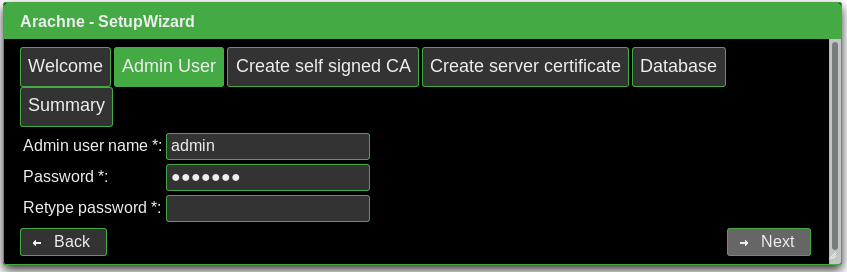 Arachne - SetupWizard
Welcome Admin User Create self signed CA Create server certificate Database
Summary
Admin user name *: admin
Password *: ●●●●●●●
Retype password *:
← Back → Next